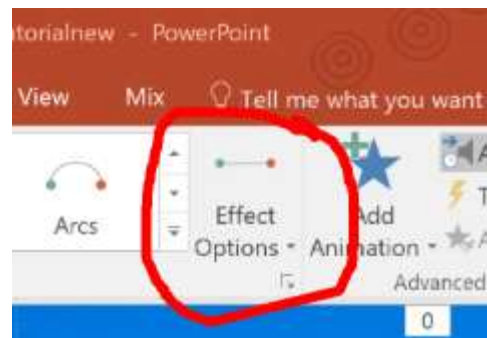 torialnew - PowerPoint
View Mix Tell me what you want
Arcs
Effect
Options
Add
Animation
Advanced
0